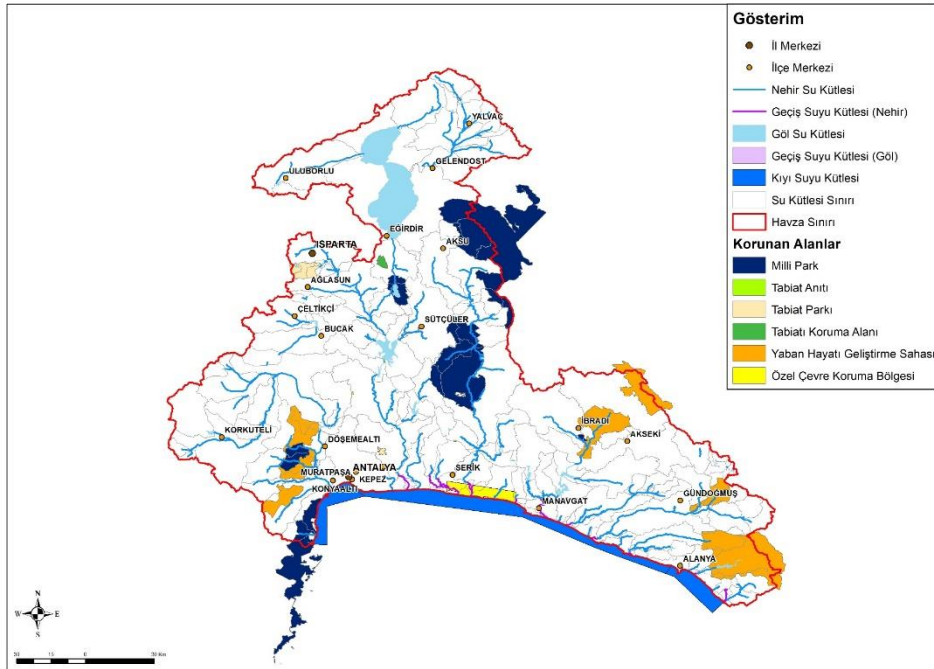 Gösterim
İl Merkezi
İlçe Merkezi
Nehir Su Kütlesi
Geçiş Suyu Kütlesi (Nehir)
Göl Su Kütlesi
Geçiş Suyu Kütlesi (Göl)
Kıyı Suyu Kütlesi
Su Kütlesi Sınırı
Havza Sınırı
Korunan Alanlar
Milli Park
Tabiat Anıtı
Tabiat Parkı
Tabiatı Koruma Alanı
Yaban Hayatı Geliştirme Sahası
Özel Çevre Koruma Bölgesi
YALVAÇ
GELENDOST
ULUBORLU
EĞİRDİR
AKSU
ISPARTA
AĞLASUN
ÇELTİKÇİ
SÜTÇÜLER
BUCAK
İBRADI
KORKUTELİ
AKSEKİ
DÖŞEMEALTI
ANTALYA
MURATPAŞA
KEPEZ
SERİK
KONYAALTI
GÜNDOĞMUŞ
MANAVGAT
ALANYA
N
W E
S
20 Km